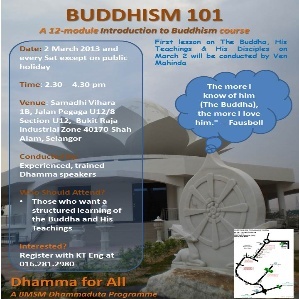 BUDDHISM 101
A 12-module Introduction to Buddhism course
Date: 2 March 2013 and
every Sat except on public
holiday
Time 2.30 - 4.30 pm
Venue Samadhi Vihara
1B, Jalan Pegaga U12/8
Section U12, Bukit Raja
Industrial Zone 40170 Shah
Alam, Selangor
Experienced, trained
Dhamma speakers
Who Should Attend?
• Those who want a
structured learning of
the Buddha and His
Teachings
Interested?
Register with KT Eng at
016.281.2980
Dhamma for All
A BMSM Dhammaduta Programme
First lesson on The Buddha, His
Teachings & His Disciples on
March 2 will be conducted by Ven
Mahinda
The more I
know of him
(The Buddha),
the more I love
him." Fausboll